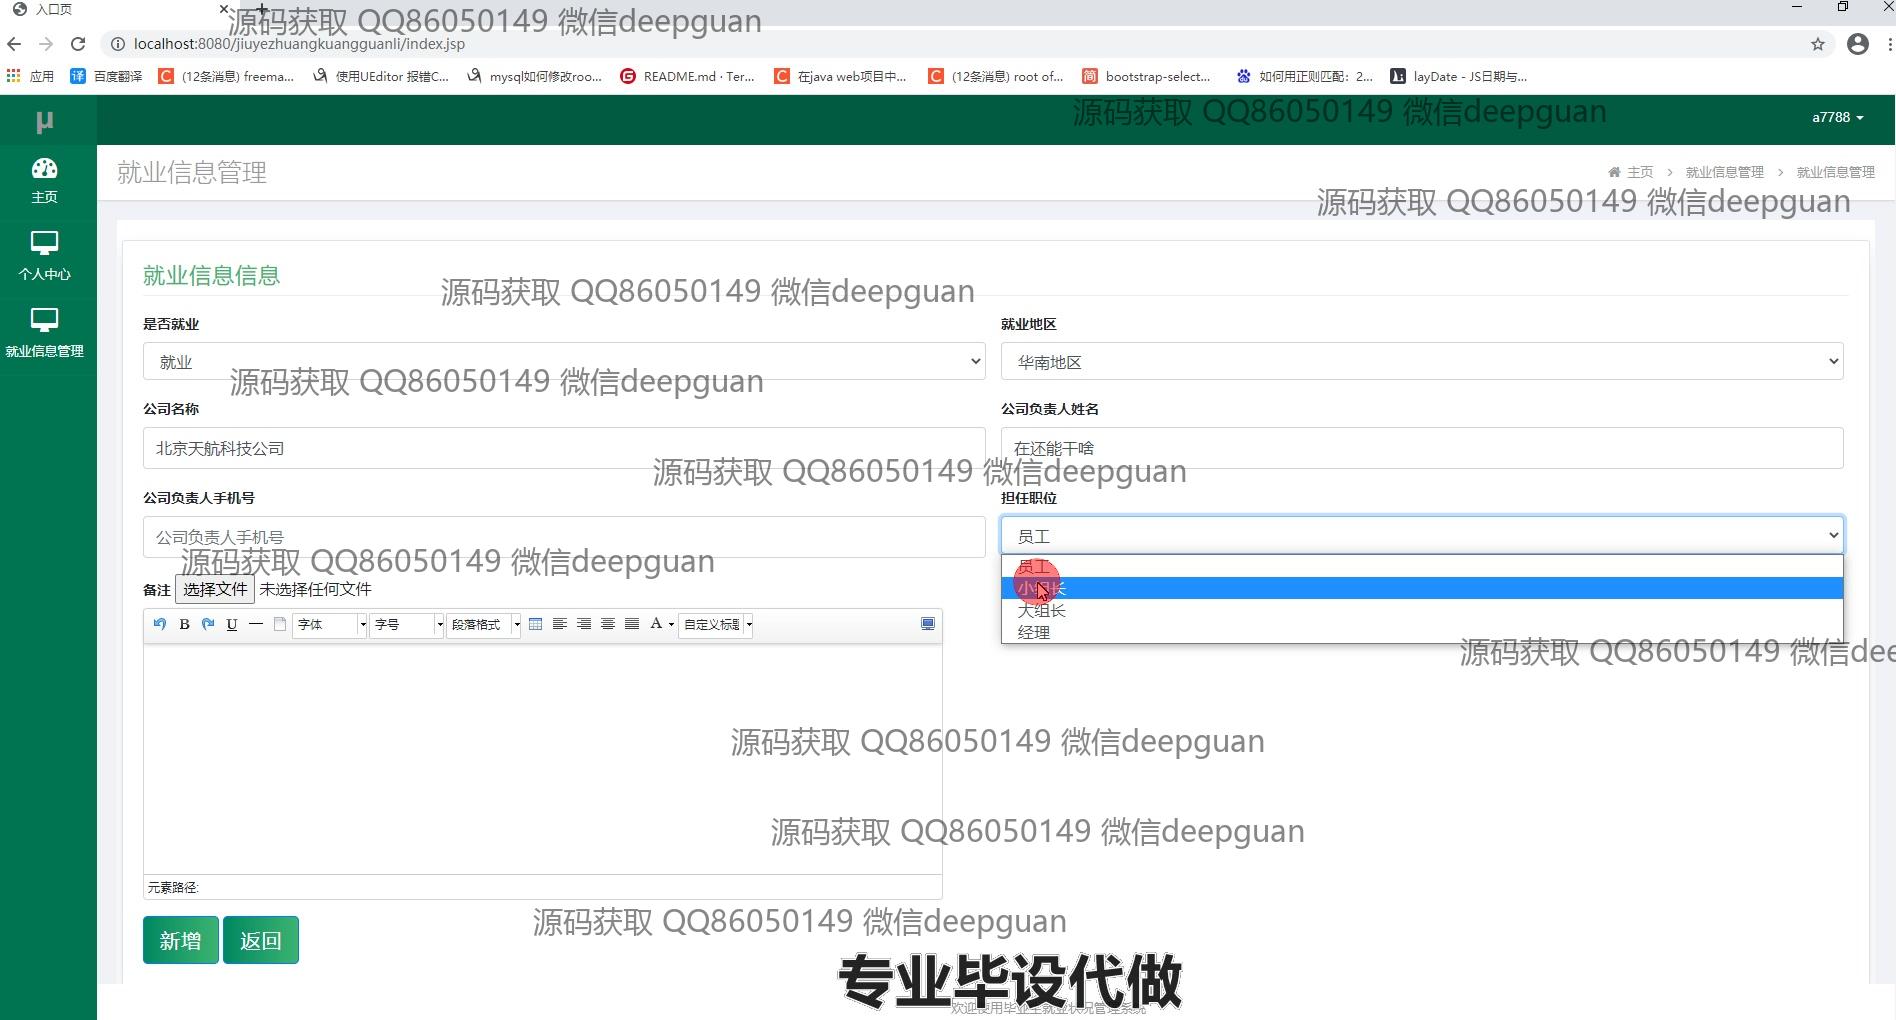 入口页
源码获取 QQ86050149 微信deepguan
localhost:8080/jiuyezhuangkuangguanli/index.jsp
应用
百度翻译
(12条消息) freema...
使用UEditor 报错C...
mysql如何修改roo...
README.md · Ter...
在java web项目中...
(12条消息) root of...
bootstrap-select...
如何用正则匹配：2...
layDate - JS日期与...
μ
源码获取 QQ86050149 微信deepguan
a7788
主页
就业信息管理
主页 > 就业信息管理 > 就业信息管理
源码获取 QQ86050149 微信deepguan
个人中心
就业信息管理
就业信息信息
源码获取 QQ86050149 微信deepguan
是否就业
就业地区
就业
华南地区
源码获取 QQ86050149 微信deepguan
公司名称
公司负责人姓名
北京天航科技公司
在还能干啥
源码获取 QQ86050149 微信deepguan
公司负责人手机号
担任职位
公司负责人手机号
员工
源码获取 QQ86050149 微信deepguan
员工
小组长
大组长
经理
备注 选择文件 未选择任何文件
B U 字体 字号 段落格式 A 自定义标题
源码获取 QQ86050149 微信dee
源码获取 QQ86050149 微信deepguan
源码获取 QQ86050149 微信deepguan
元素路径:
新增 返回
源码获取 QQ86050149 微信deepguan
专业毕设代做
欢迎使用毕业生就业状况管理系统